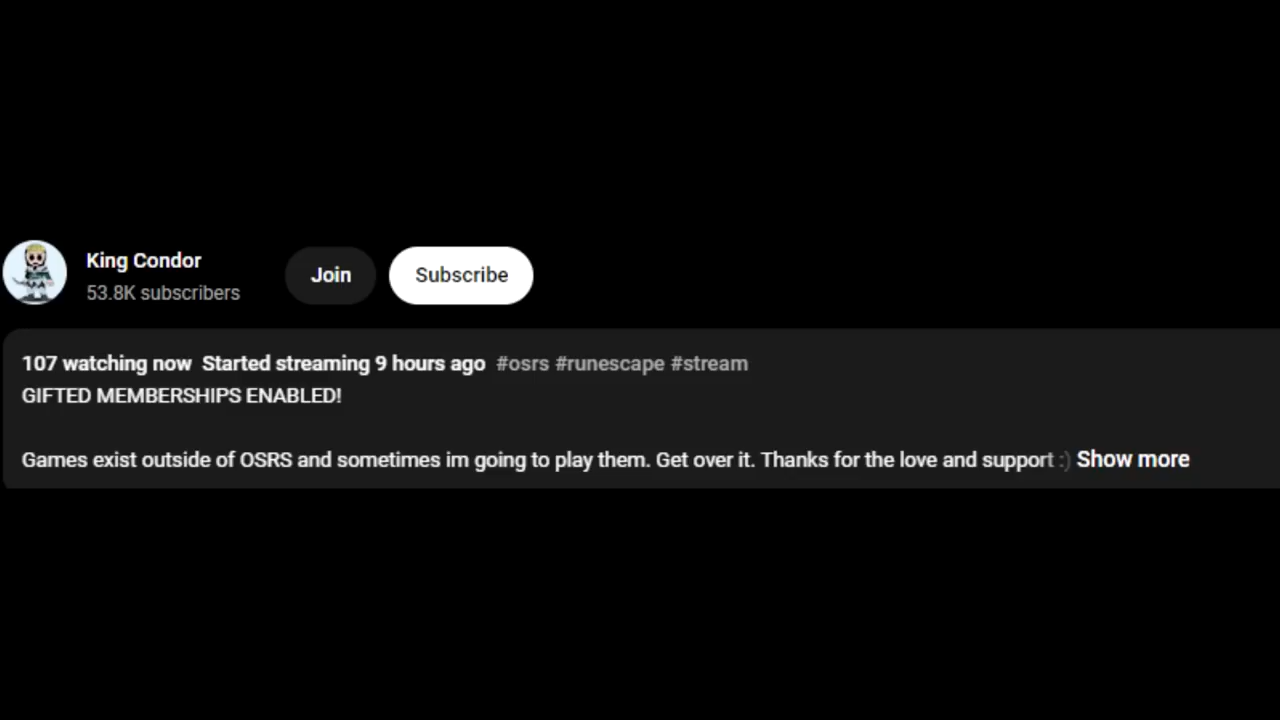 King Condor
53.8K subscribers
Join
Subscribe
107 watching now Started streaming 9 hours ago #osrs #runescape #stream
GIFTED MEMBERSHIPS ENABLED!
Games exist outside of OSRS and sometimes im going to play them. Get over it. Thanks for the love and support :) Show more